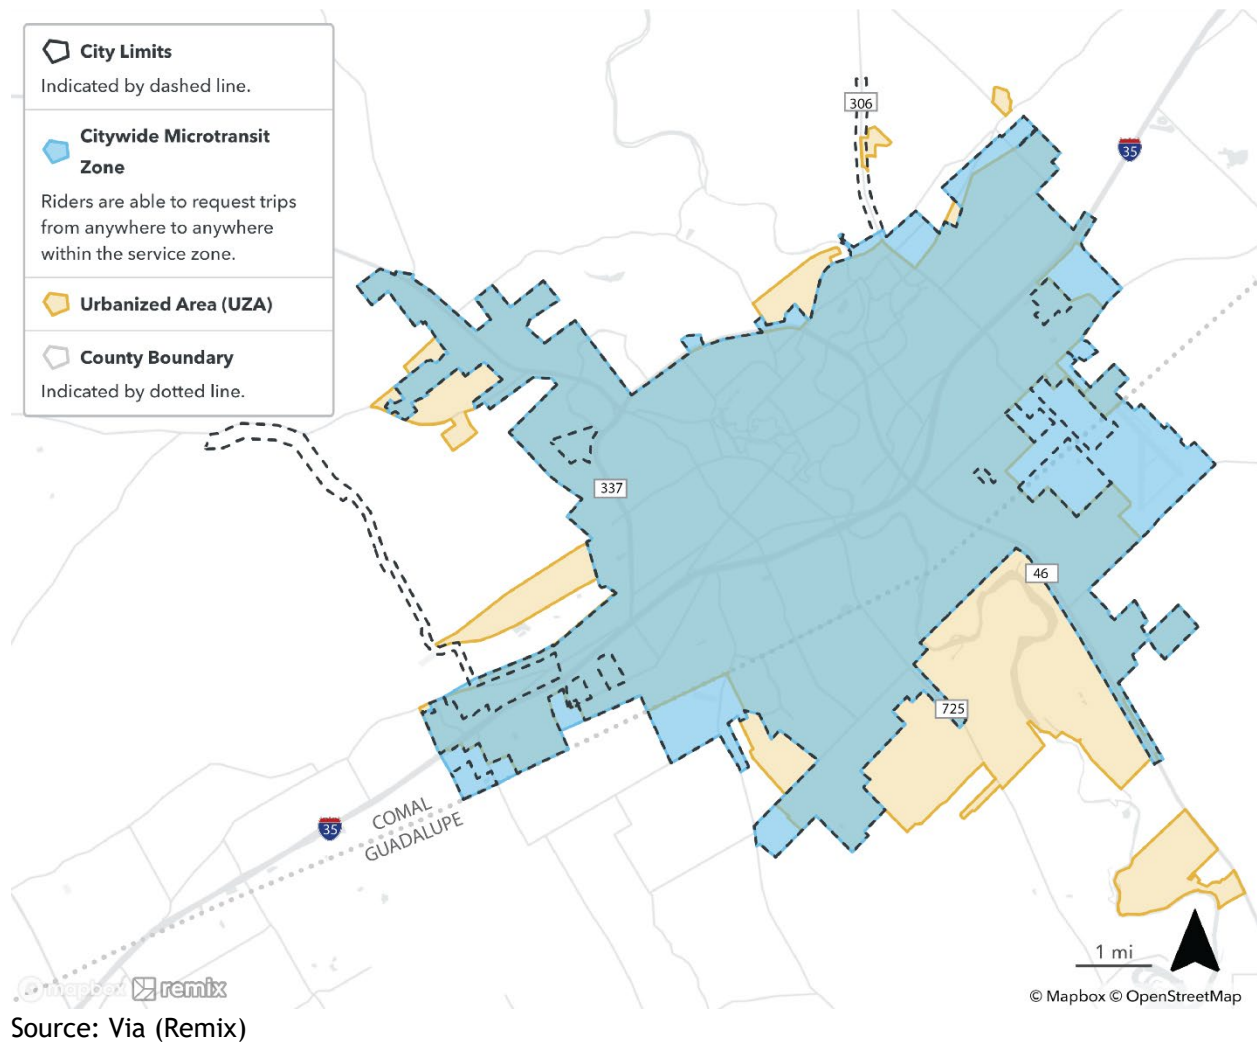 City Limits
Indicated by dashed line.
Citywide Microtransit
Zone
Riders are able to request trips
from anywhere to anywhere
within the service zone.
Urbanized Area (UZA)
County Boundary
Indicated by dotted line.
306
35
337
46
725
COMAL
GUADALUPE
35
1 mi
mapbox remix
© Mapbox © OpenStreetMap
Source: Via (Remix)